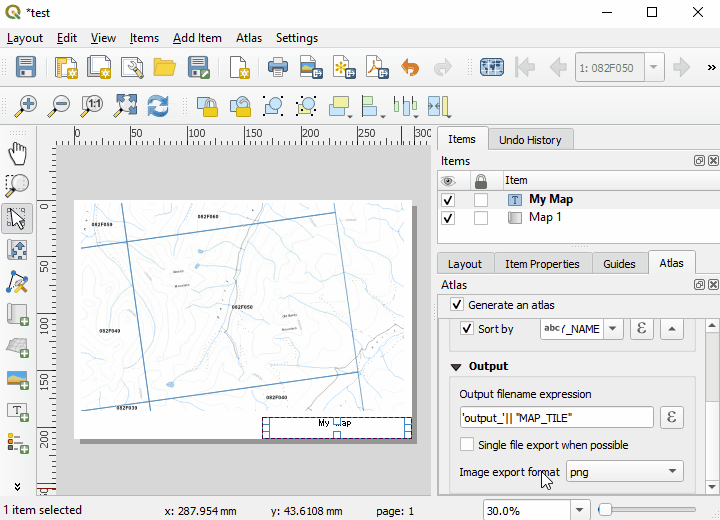 *test
Layout Edit View Items Add Item Atlas Settings
1: 082F050
»
1:1
»
0 50 100 150 200 250 300
0
50
100
150
200
082F059
082F060
082F050
082F049
082F039
082F040
My Map
»
Items Undo History
Items
Item
My Map
Map 1
Layout Item Properties Guides Atlas
Atlas
Generate an atlas
Sort by abc /_NAME ε
Output
Output filename expression
'output_'|| "MAP_TILE" ε
Single file export when possible
Image export format png
1 item selected x: 287.954 mm y: 43.6108 mm page: 1 30.0%